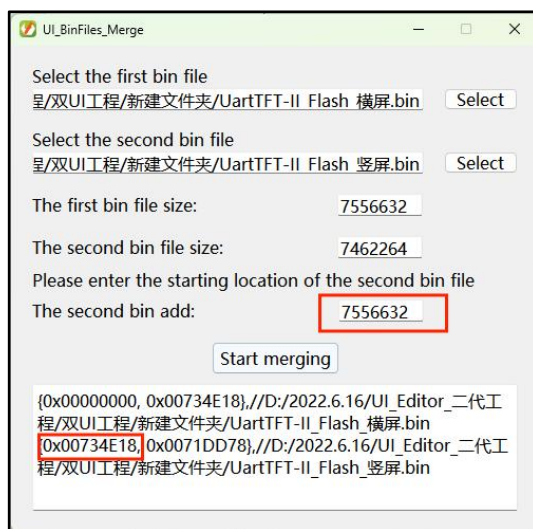 UI_BinFiles_Merge
Select the first bin file
呈/双UI工程/新建文件夹/UartTFT-II_Flash_横屏.bin
Select
Select the second bin file
呈/双UI工程/新建文件夹/UartTFT-II_Flash_竖屏.bin
Select
The first bin file size:
7556632
The second bin file size:
7462264
Please enter the starting location of the second bin file
The second bin add:
7556632
Start merging
{0x00000000, 0x00734E18},//D:/2022.6.16/UI_Editor_二代工
程/双UI工程/新建文件夹/UartTFT-II_Flash_横屏.bin
{0x00734E18, 0x0071DD78},//D:/2022.6.16/UI_Editor_二代工
程/双UI工程/新建文件夹/UartTFT-II_Flash_竖屏.bin